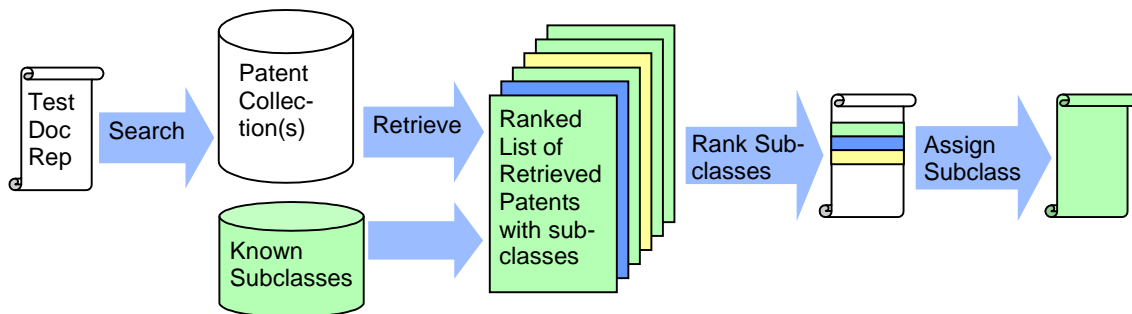 Test
Doc
Rep
Search
Patent
Collec-
tion(s)
Retrieve
Known
Subclasses
Ranked
List of
Retrieved
Patents
with sub-
classes
Rank Sub-
classes
Assign
Subclass